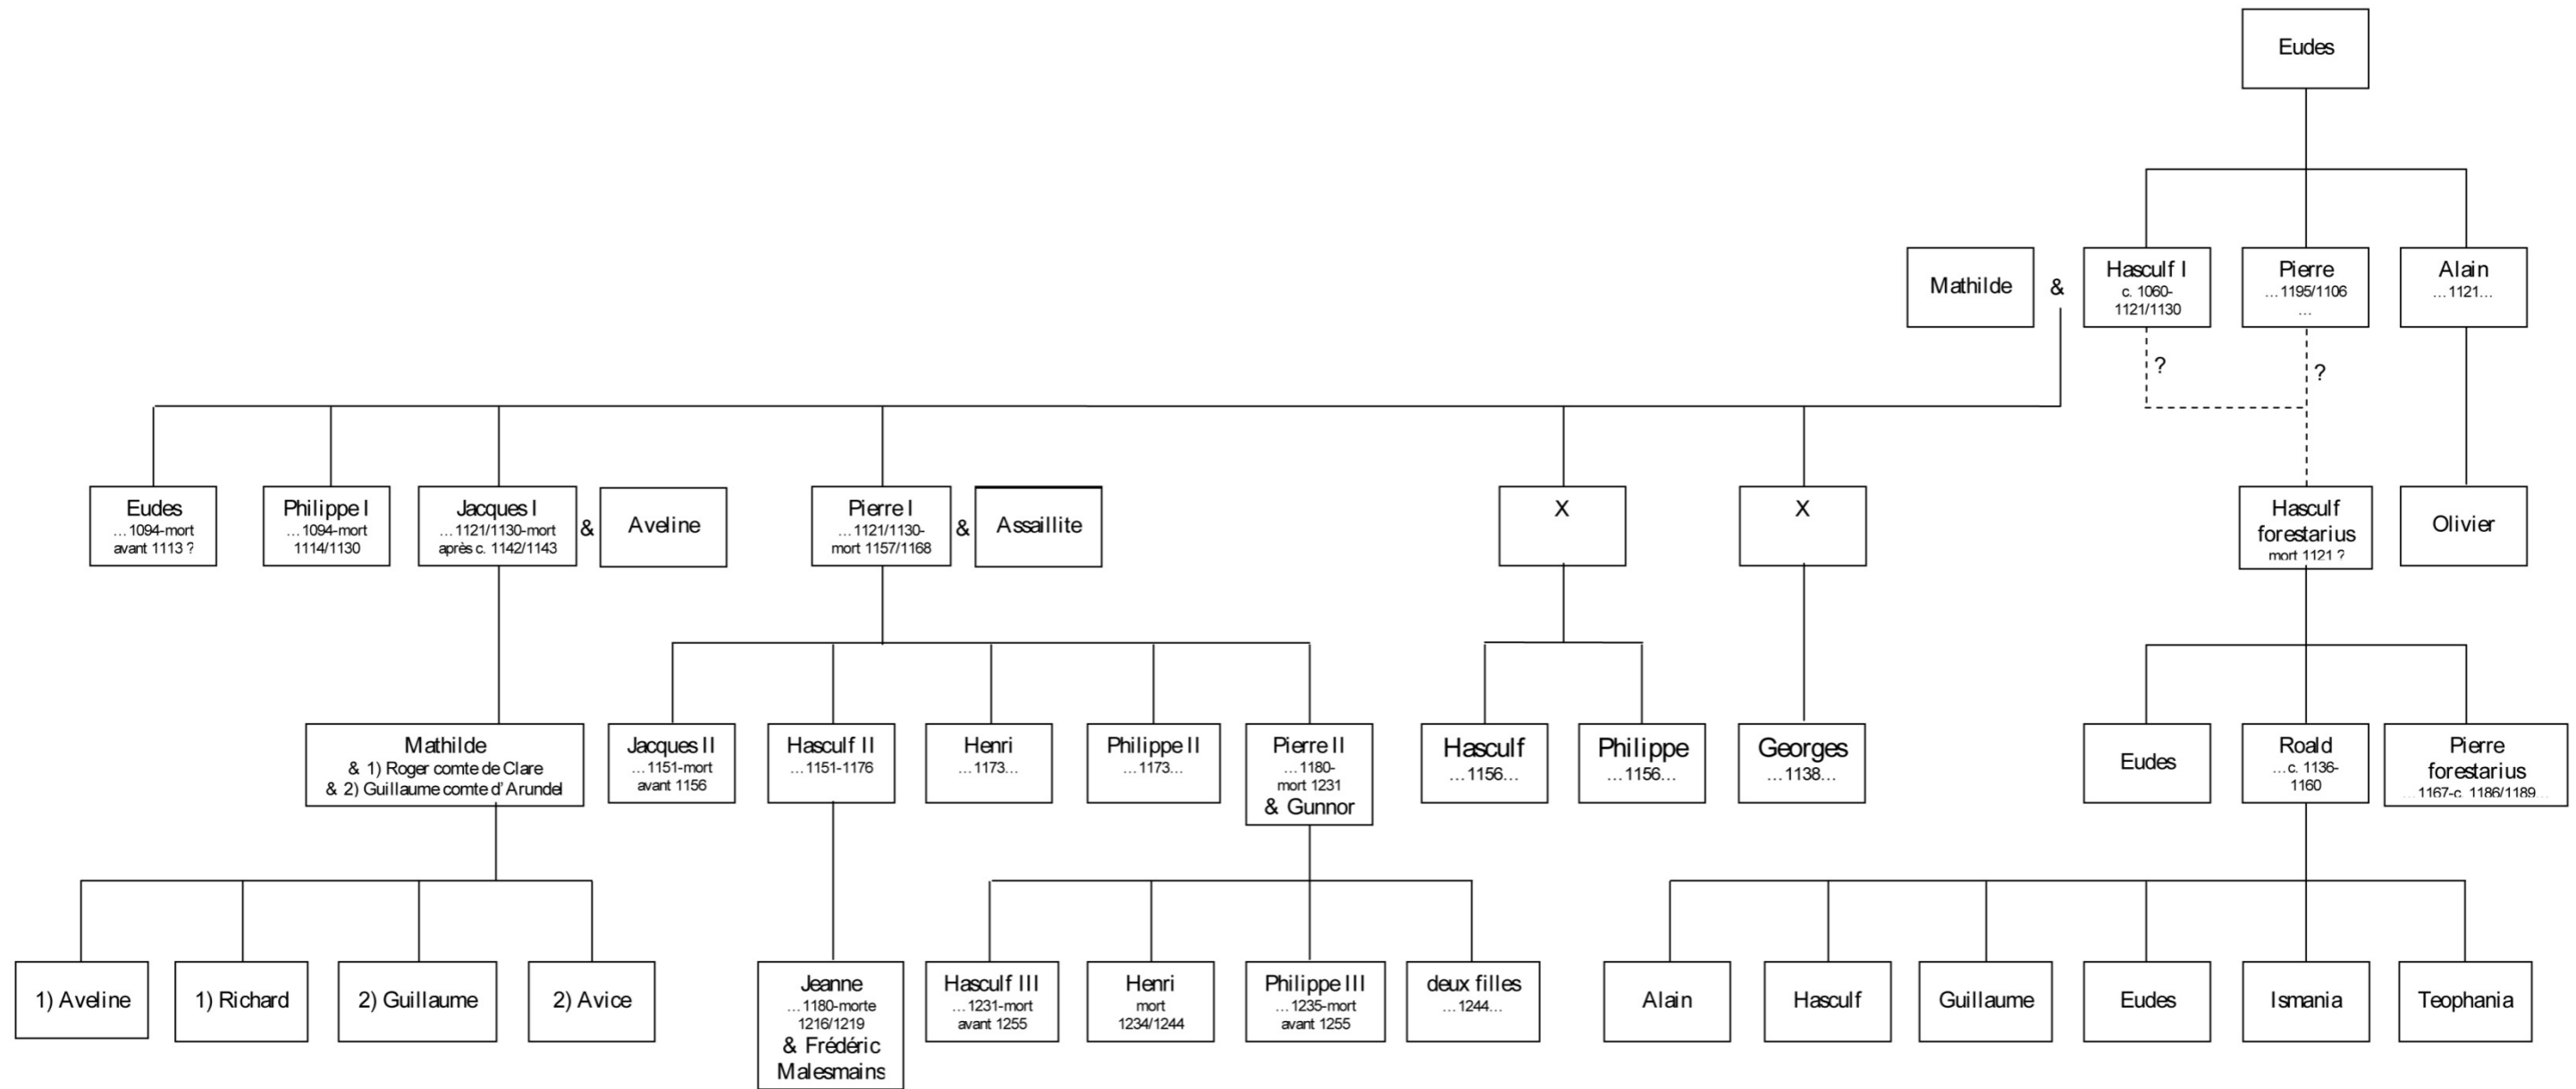 Eudes
Mathilde
&
Hasculf I
c. 1060-
1121/1130
Pierre
…1195/1106
…
Alain
…1121…
?
?
Eudes
…1094-mort
avant 1113 ?
Philippe I
…1094-mort
1114/1130
Jacques I
…1121/1130-mort
après c. 1142/1143
&
Aveline
Pierre I
…1121/1130-
mort 1157/1168
&
Assaillite
X
X
Hasculf
forestarius
mort 1121 ?
Olivier
Mathilde
& 1) Roger comte de Clare
& 2) Guillaume comte d'Arundel
Jacques II
…1151-mort
avant 1156
Hasculf II
…1151-1176
Henri
…1173…
Philippe II
…1173…
Pierre II
…1180-
mort 1231
& Gunnor
Hasculf
…1156…
Philippe
…1156…
Georges
…1138…
Eudes
Roald
…c. 1136-
1160
Pierre
forestarius
…1167-c. 1186/1189…
1) Aveline
1) Richard
2) Guillaume
2) Avice
Jeanne
…1180-morte
1216/1219
& Frédéric
Malesmains
Hasculf III
…1231-mort
avant 1255
Henri
mort
1234/1244
Philippe III
…1235-mort
avant 1255
deux filles
…1244…
Alain
Hasculf
Guillaume
Eudes
Ismania
Teophania